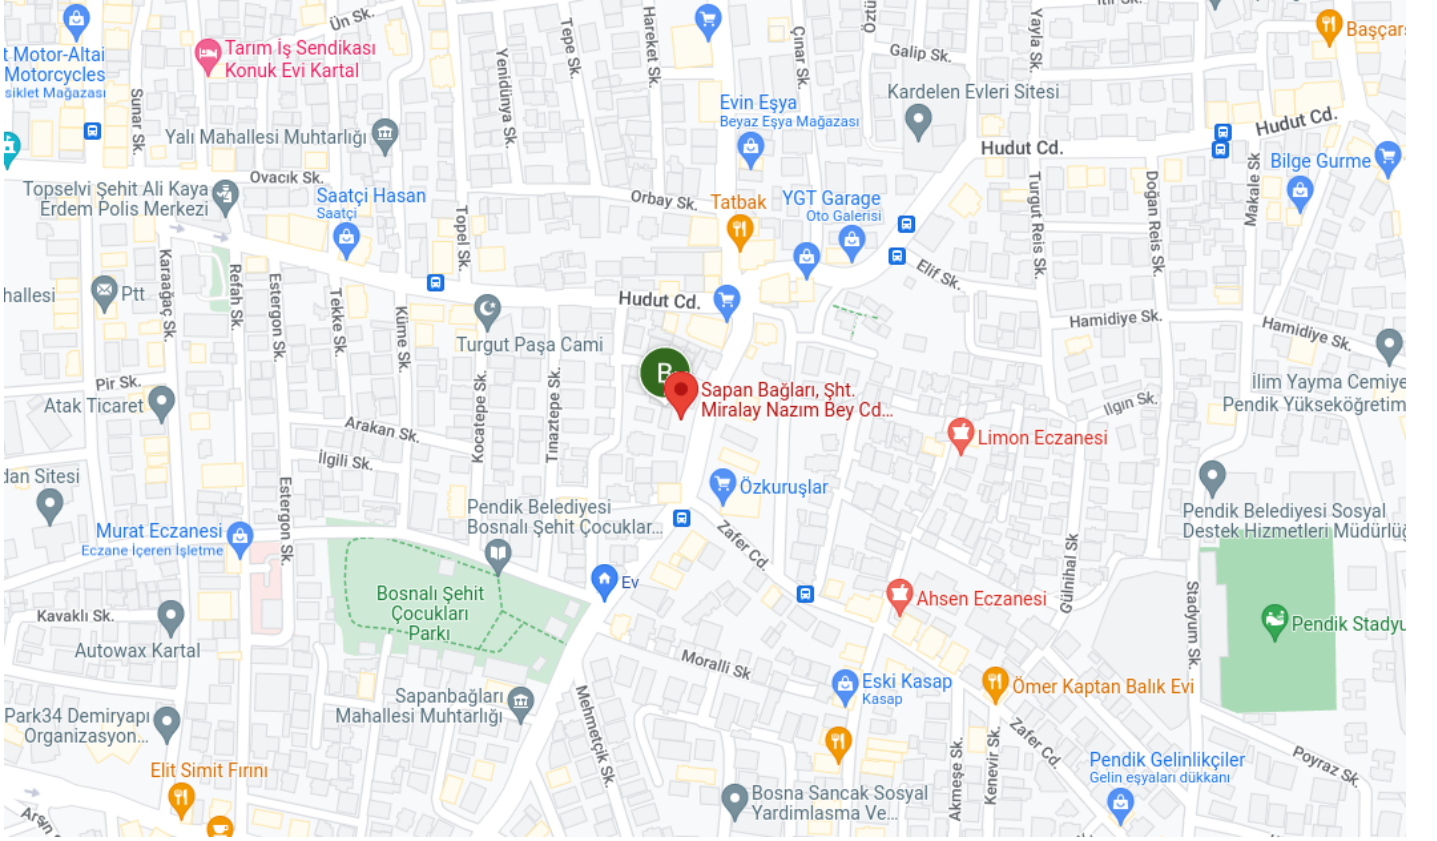 Ün Sk.
Tarım İş Sendikası
Konuk Evi Kartal
t Motor-Altai
Motorcycles
siklet Mağazası
Sunar Sk.
Yenidünya Sk.
Tepe Sk.
Hareket Sk.
Çınar Sk.
Galip Sk.
Yayla Sk.
Başçar
Kardelen Evleri Sitesi
Evin Eşya
Beyaz Eşya Mağazası
Yalı Mahallesi Muhtarlığı
Hudut Cd.
Hudut Cd.
Bilge Gurme
Makale Sk
Ovacık Sk.
Topselvi Şehit Ali Kaya
Erdem Polis Merkezi
Saatçi Hasan
Saatçi
Topel Sk.
Orbay Sk.
Tatbak
YGT Garage
Oto Galerisi
Turgut Reis Sk.
Doğan Reis Sk.
Elif Sk.
hallesi
Ptt
Karaağaç Sk.
Refah Sk.
Estergon Sk.
Tekke Sk.
Küme Sk.
Hudut Cd.
Hamidiye Sk.
Hamidiye Sk.
Turgut Paşa Cami
B
Sapan Bağları, Şht.
Miralay Nazım Bey Cd...
Pir Sk.
Atak Ticaret
Kocatepe Sk.
Tınaztepe Sk.
Arakan Sk.
İlgili Sk.
Ilgın Sk.
İlim Yayma Cemiye
Pendik Yükseköğretim
Limon Eczanesi
dan Sitesi
Estergon Sk.
Özkuruşlar
Pendik Belediyesi
Bosnalı Şehit Çocuklar...
Pendik Belediyesi Sosyal
Destek Hizmetleri Müdürlüğ
Murat Eczanesi
Eczane İçeren İşletme
Zafer Cd.
Gülnihal Sk
Ev
Bosnalı Şehit
Çocukları
Parkı
Ahsen Eczanesi
Stadyum Sk.
Pendik Stadyu
Kavaklı Sk.
Autowax Kartal
Moralli Sk
Eski Kasap
Kasap
Ömer Kaptan Balık Evi
Sapanbağları
Mahallesi Muhtarlığı
Mehmetçik Sk.
Park34 Demiryapı
Organizasyon...
Zafer Cd.
Akmeşe Sk.
Kenevir Sk.
Poyraz Sk.
Pendik Gelinlikçiler
Gelin eşyaları dükkanı
Elit Simit Fırını
Bosna Sancak Sosyal
Yardimlasma Ve...